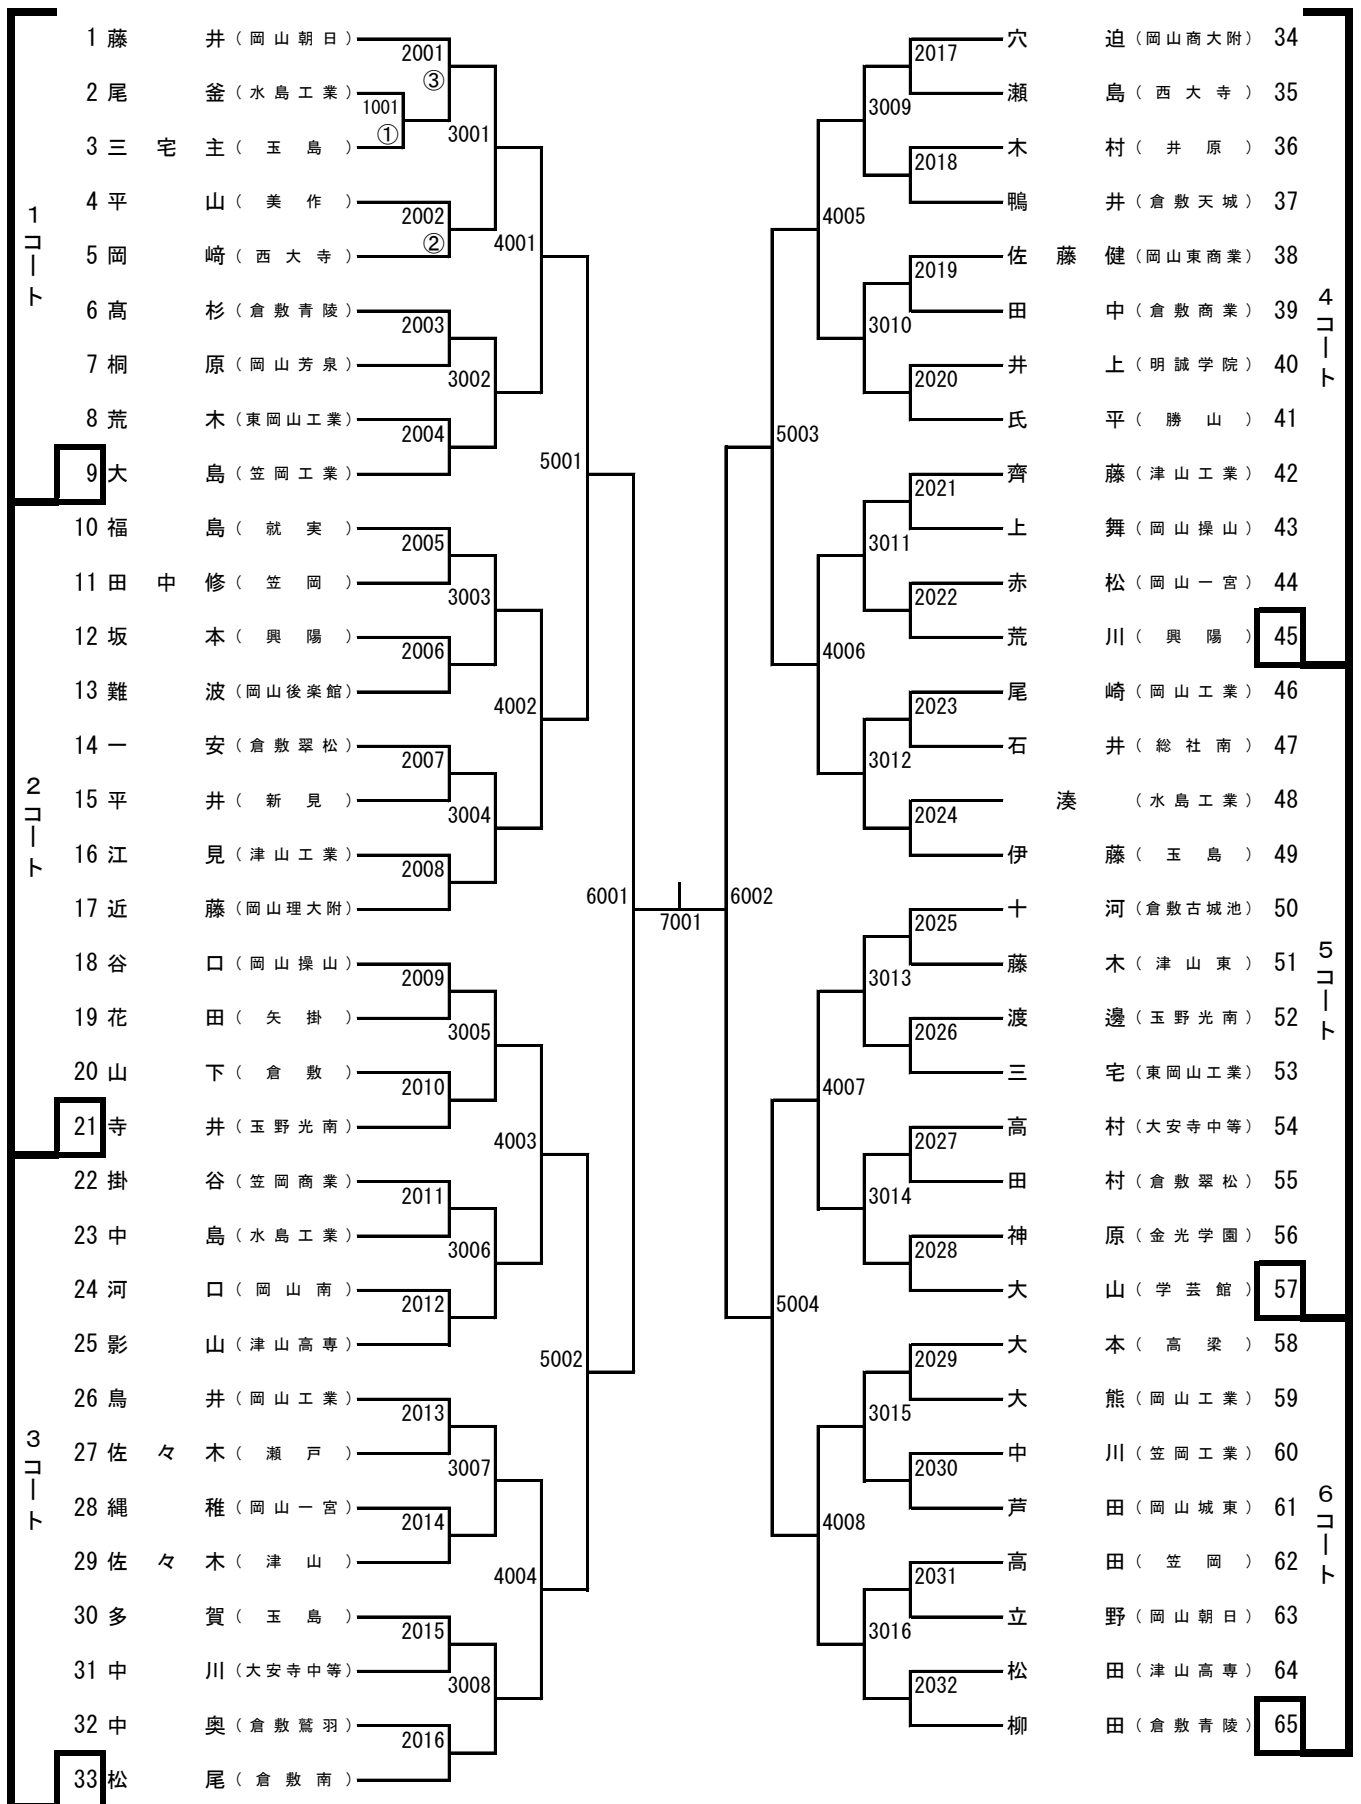 1コート
1 藤井（岡山朝日）
2 尾釜（水島工業）
3 三宅主（玉島）
4 平山（美作）
5 岡﨑（西大寺）
6 髙杉（倉敷青陵）
7 桐原（岡山芳泉）
8 荒木（東岡山工業）
9 大島（笠岡工業）
2コート
10 福島（就実）
11 田中修（笠岡）
12 坂本（興陽）
13 難波（岡山後楽館）
14 一安（倉敷翠松）
15 平井（新見）
16 江見（津山工業）
17 近藤（岡山理大附）
18 谷口（岡山操山）
19 花田（矢掛）
20 山下（倉敷）
21 寺井（玉野光南）
3コート
22 掛谷（笠岡商業）
23 中島（水島工業）
24 河口（岡山南）
25 影山（津山高専）
26 鳥井（岡山工業）
27 佐々木（瀬戸）
28 縄稚（岡山一宮）
29 佐々木（津山）
30 多賀（玉島）
31 中川（大安寺中等）
32 中奥（倉敷鷲羽）
33 松尾（倉敷南）
1001
①
2001
③
2002
②
2003
2004
2005
2006
2007
2008
2009
2010
2011
2012
2013
2014
2015
2016
3001
3002
3003
3004
3005
3006
3007
3008
4001
4002
4003
4004
5001
5002
6001
7001
6002
5003
5004
4005
4006
4007
4008
3009
3010
3011
3012
3013
3014
3015
3016
2017
2018
2019
2020
2021
2022
2023
2024
2025
2026
2027
2028
2029
2030
2031
2032
4コート
穴迫（岡山商大附）34
瀬島（西大寺）35
木村（井原）36
鴨井（倉敷天城）37
佐藤健（岡山東商業）38
田中（倉敷商業）39
井上（明誠学院）40
氏平（勝山）41
齊藤（津山工業）42
上舞（岡山操山）43
赤松（岡山一宮）44
荒川（興陽）45
5コート
尾崎（岡山工業）46
石井（総社南）47
湊（水島工業）48
伊藤（玉島）49
十河（倉敷古城池）50
藤木（津山東）51
渡邊（玉野光南）52
三宅（東岡山工業）53
高村（大安寺中等）54
田村（倉敷翠松）55
神原（金光学園）56
大山（学芸館）57
6コート
大本（高梁）58
大熊（岡山工業）59
中川（笠岡工業）60
芦田（岡山城東）61
高田（笠岡）62
立野（岡山朝日）63
松田（津山高専）64
柳田（倉敷青陵）65